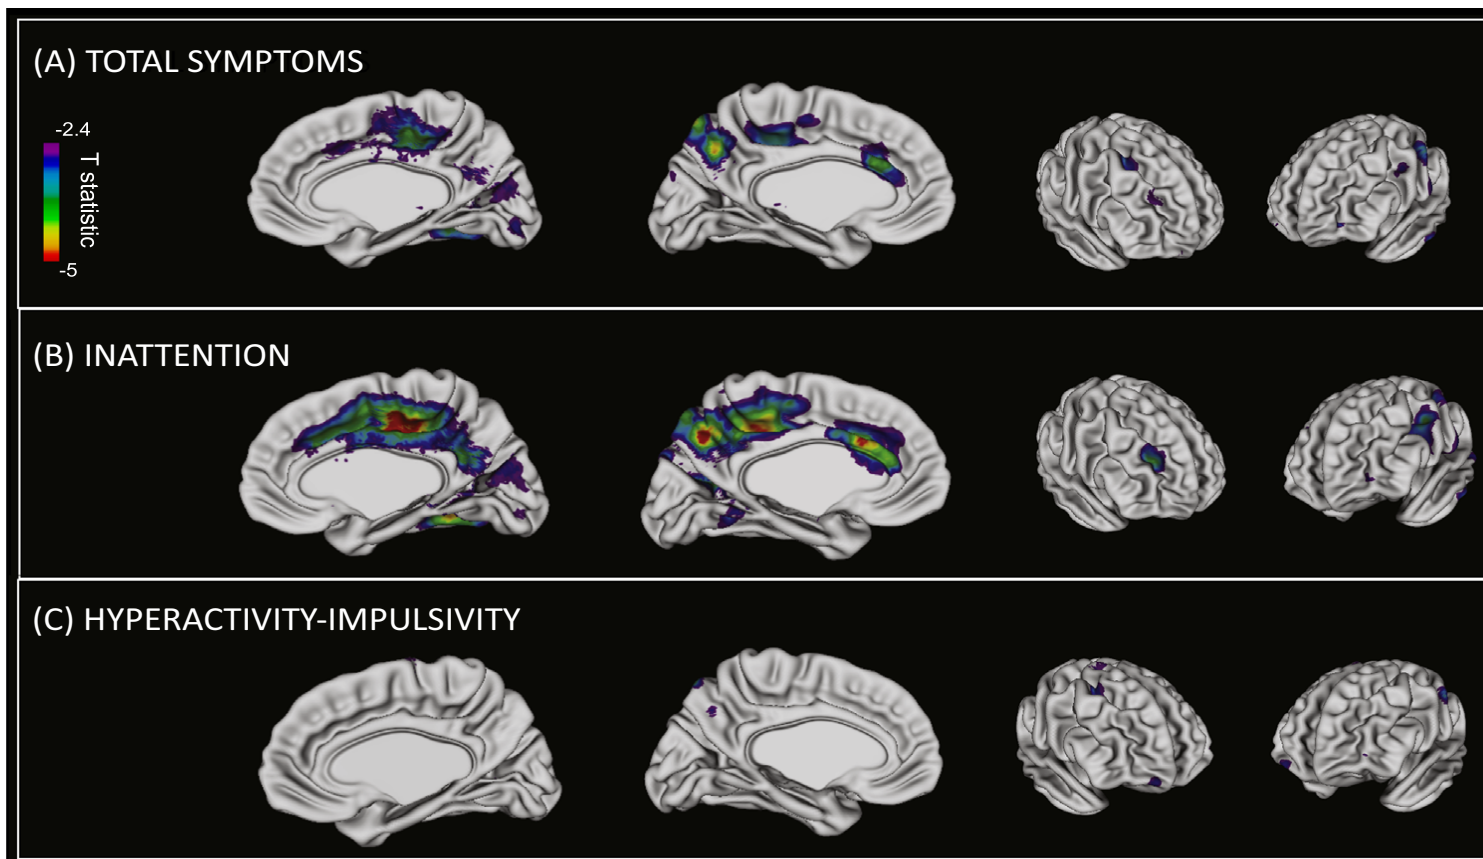 (A) TOTAL SYMPTOMS
-2.4
T statistic
-5
(B) INATTENTION
(C) HYPERACTIVITY-IMPULSIVITY